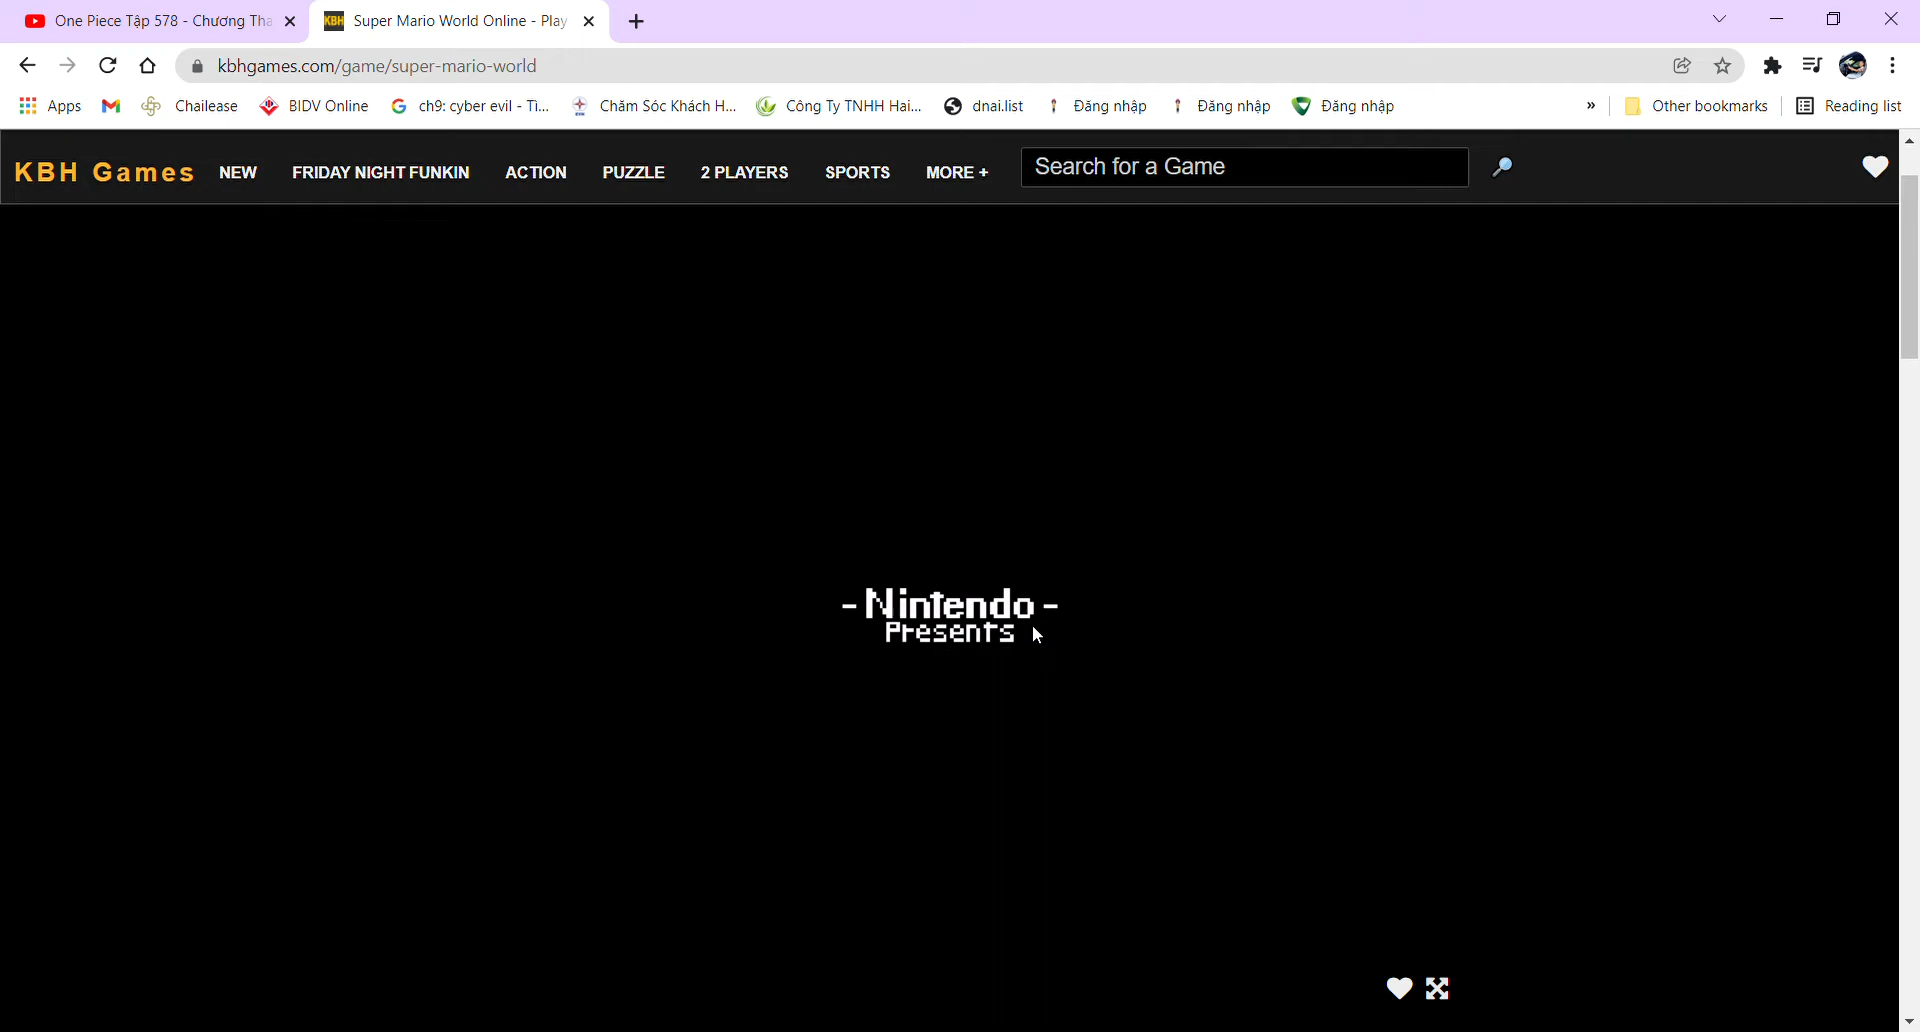 One Piece Tập 578 - Chương Tha
KBH Super Mario World Online - Play
kbhgames.com/game/super-mario-world
Apps Chailease BIDV Online ch9: cyber evil - Ti... Chăm Sóc Khách H... Công Ty TNHH Hai... dnai.list Đăng nhập Đăng nhập Đăng nhập » Other bookmarks Reading list
KBH Games NEW FRIDAY NIGHT FUNKIN ACTION PUZZLE 2 PLAYERS SPORTS MORE + Search for a Game
- Nintendo -
Presents